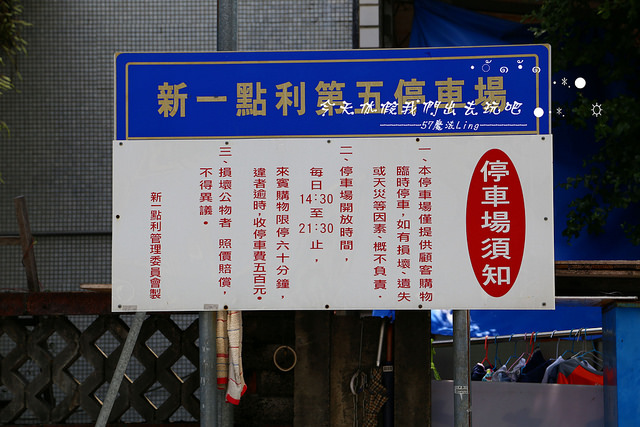 新一點利第五停車場
今天休假我們出去玩吧
57慶滋Ling
停車場須知
一、本停車場僅提供顧客購物
臨時停車，如有損壞、遺失
或天災等因素、概不負責。
二、停車場開放時間，
每日14:30至21:30止，
來賓購物限停六十分鐘，
違者逾時，收停車費五百元。
三、損壞公物者 照價賠償，
不得異議。
新一點利管理委員會製